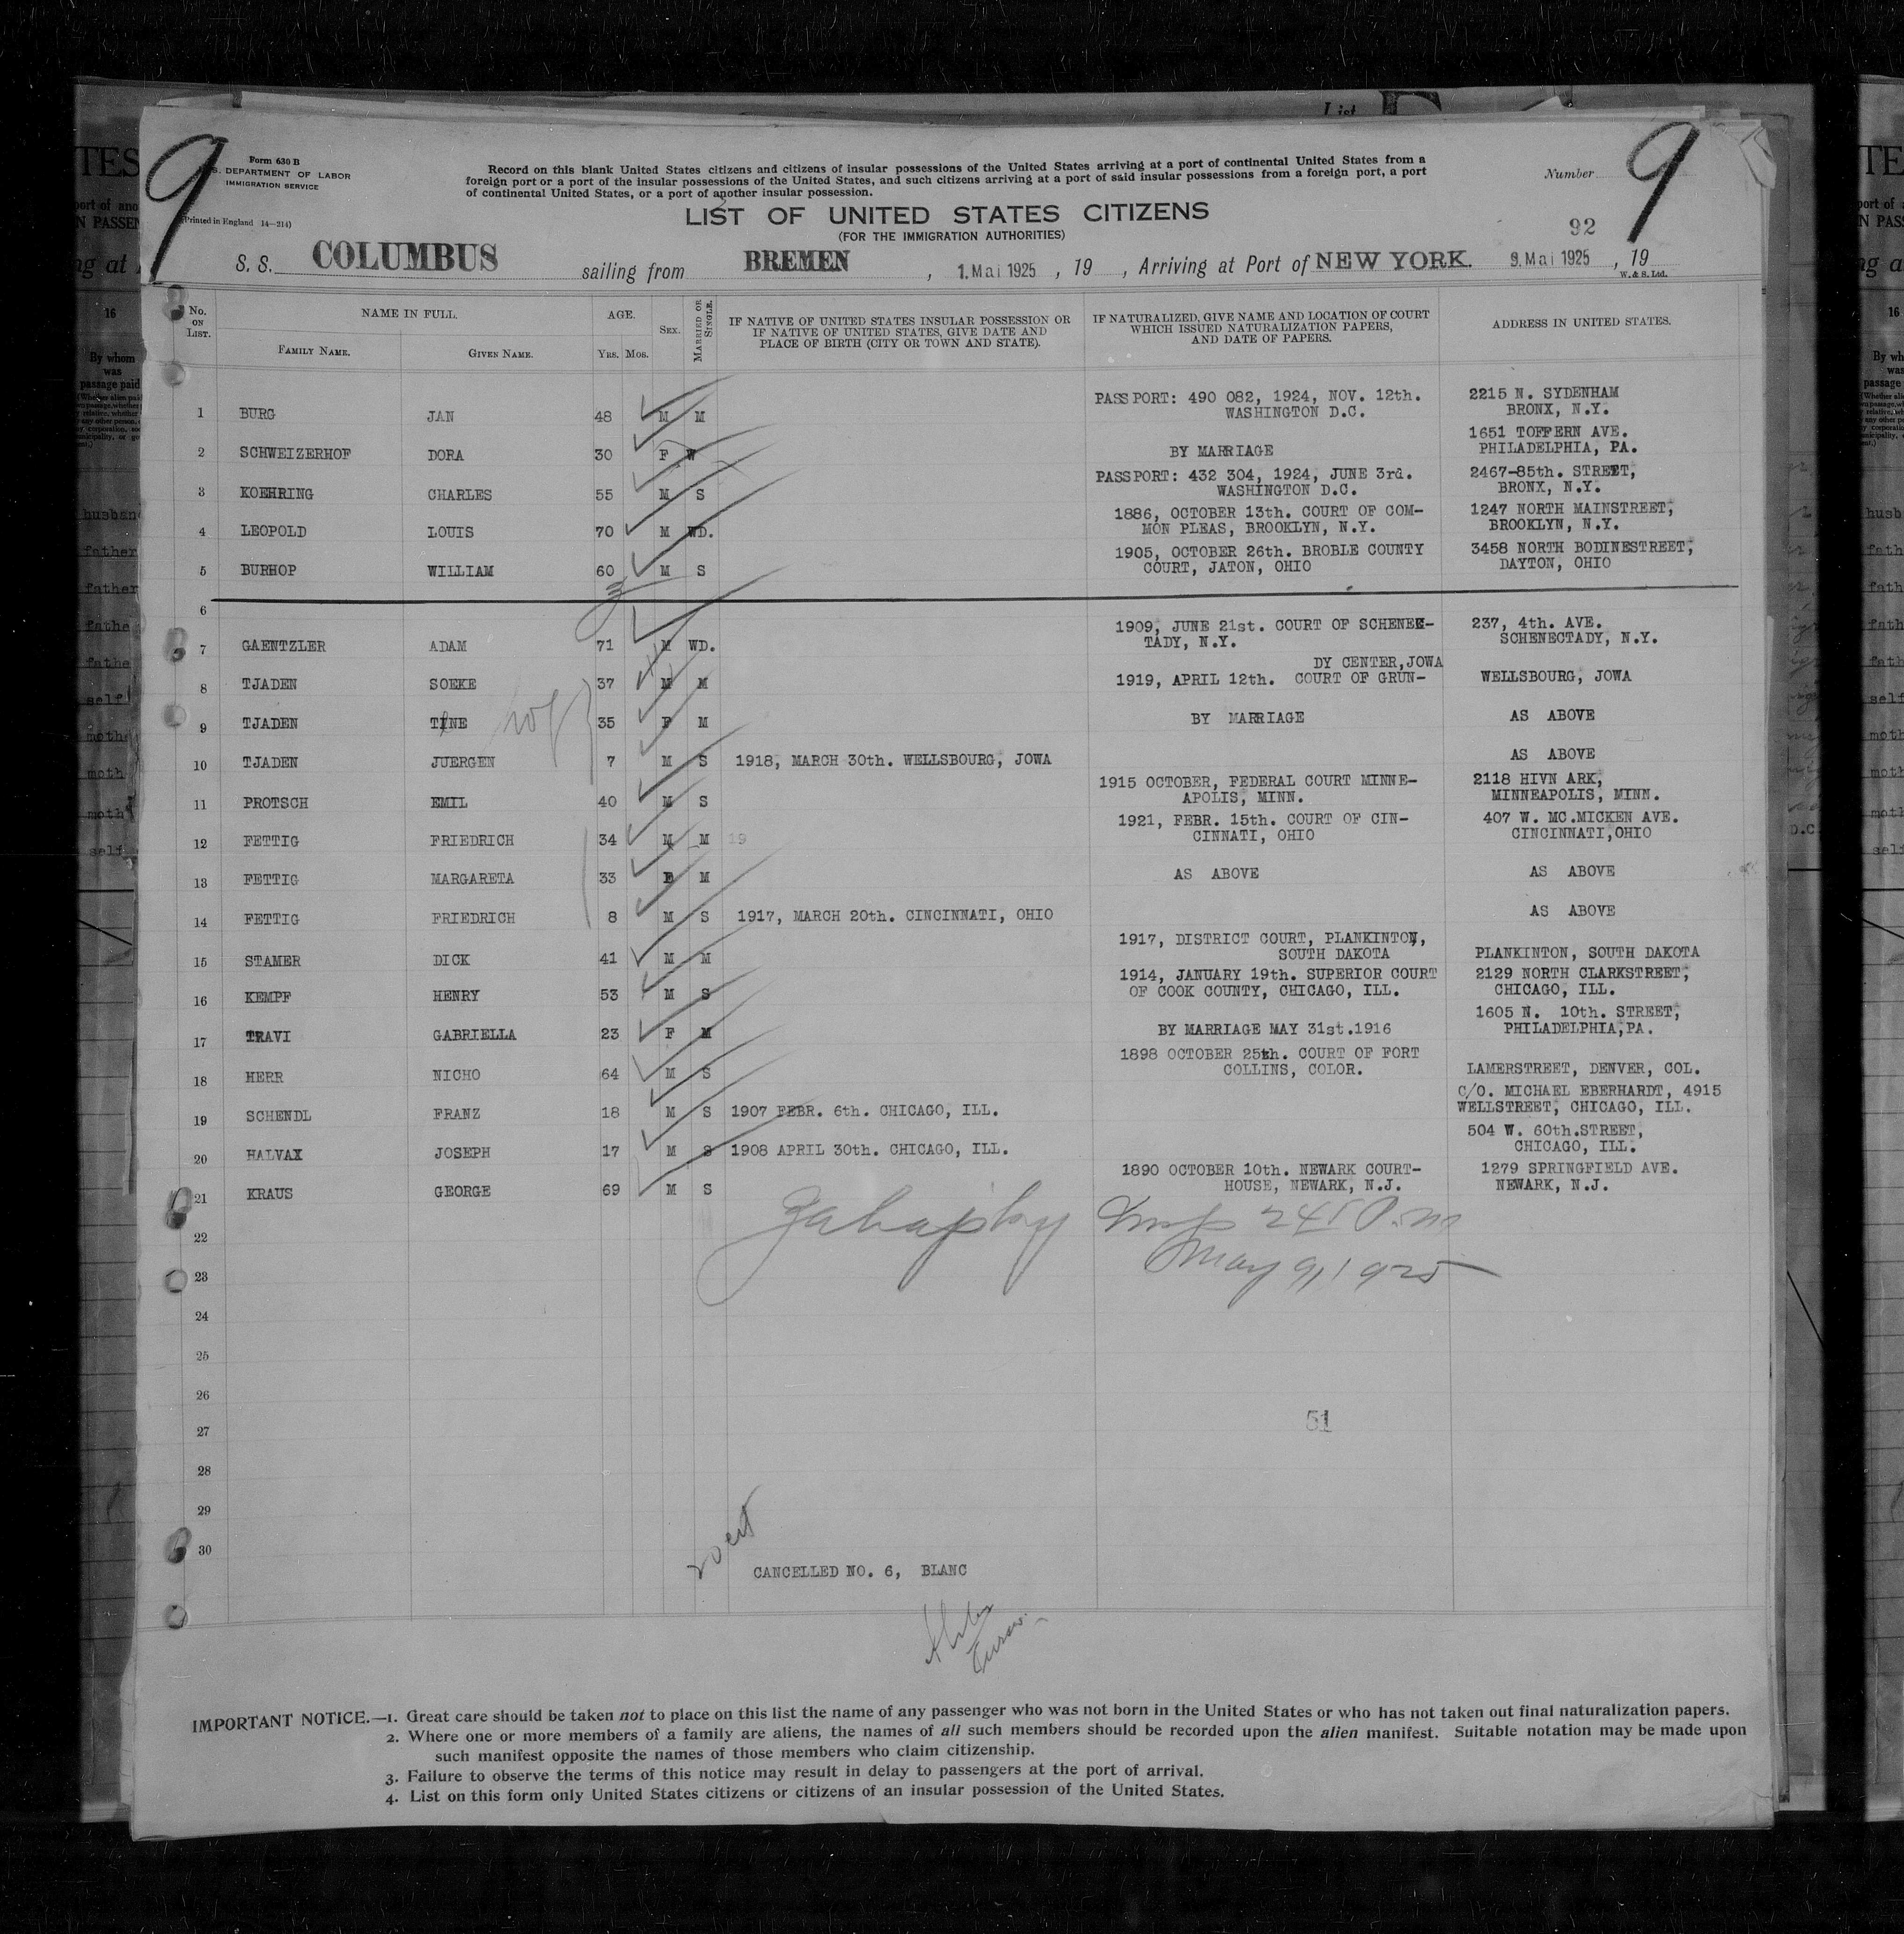 9
Form 630 B
S. DEPARTMENT OF LABOR
IMMIGRATION SERVICE
(Printed in England 14—214)
Record on this blank United States citizens and citizens of insular possessions of the United States arriving at a port of continental United States from a
foreign port or a port of the insular possessions of the United States, and such citizens arriving at a port of said insular possessions from a foreign port, a port
of continental United States, or a port of another insular possession.
Number
9
LIST OF UNITED STATES CITIZENS
(FOR THE IMMIGRATION AUTHORITIES)
92
S. S. COLUMBUS sailing from BREMEN, 1. Mai 1925, 19 , Arriving at Port of NEW YORK. 9. Mai 1925, 19
W. & S. Ltd.
No. ON LIST.
NAME IN FULL.
FAMILY NAME.
GIVEN NAME.
AGE.
YRS. MOS.
SEX.
MARRIED OR SINGLE.
IF NATIVE OF UNITED STATES INSULAR POSSESSION OR
IF NATIVE OF UNITED STATES, GIVE DATE AND
PLACE OF BIRTH (CITY OR TOWN AND STATE).
IF NATURALIZED, GIVE NAME AND LOCATION OF COURT
WHICH ISSUED NATURALIZATION PAPERS,
AND DATE OF PAPERS.
ADDRESS IN UNITED STATES.
1 BURG JAN 48 M M PASSPORT: 490 082, 1924, NOV. 12th. 2215 N. SYDENHAM
WASHINGTON D.C. BRONX, N.Y.
2 SCHWEIZERHOF DORA 30 F W BY MARRIAGE 1651 TOFFERN AVE.
PHILADELPHIA, PA.
3 KOEHRING CHARLES 55 M S PASSPORT: 432 304, 1924, JUNE 3rd. 2467-85th. STREET,
WASHINGTON D.C. BRONX, N.Y.
4 LEOPOLD LOUIS 70 M WD. 1886, OCTOBER 13th. COURT OF COM- 1247 NORTH MAINSTREET,
MON PLEAS, BROOKLYN, N.Y. BROOKLYN, N.Y.
5 BURHOP WILLIAM 60 M S 1905, OCTOBER 26th. BROBLE COUNTY 3458 NORTH BODINESTREET,
COURT, JATON, OHIO DAYTON, OHIO
6
7 GAENTZLER ADAM 71 M WD. 1909, JUNE 21st. COURT OF SCHENEK- 237, 4th. AVE.
TADY, N.Y. SCHENECTADY, N.Y.
DY CENTER, JOWA
8 TJADEN SOEKE 37 M M 1919, APRIL 12th. COURT OF GRUN- WELLSBOURG, JOWA
9 TJADEN TINE 35 F M BY MARRIAGE AS ABOVE
10 TJADEN JUERGEN 7 M S 1918, MARCH 30th. WELLSBOURG, JOWA AS ABOVE
11 PROTSCH EMIL 40 M S 1915 OCTOBER, FEDERAL COURT MINNE- 2118 HIVN ARK,
APOLIS, MINN. MINNEAPOLIS, MINN.
12 FETTIG FRIEDRICH 34 M M 19 1921, FEBR. 15th. COURT OF CIN- 407 W. MC.MICKEN AVE.
CINNATI, OHIO CINCINNATI, OHIO
13 FETTIG MARGARETA 33 F M AS ABOVE AS ABOVE
14 FETTIG FRIEDRICH 8 M S 1917, MARCH 20th. CINCINNATI, OHIO AS ABOVE
15 STAMER DICK 41 M M 1917, DISTRICT COURT, PLANKINTON,
SOUTH DAKOTA PLANKINTON, SOUTH DAKOTA
16 KEMPF HENRY 53 M S 1914, JANUARY 19th. SUPERIOR COURT 2129 NORTH CLARKSTREET,
OF COOK COUNTY, CHICAGO, ILL. CHICAGO, ILL.
17 TRAVI GABRIELLA 23 F M BY MARRIAGE MAY 31st.1916 1605 N. 10th. STREET,
PHILADELPHIA, PA.
18 HERR NICHO 64 M S 1898 OCTOBER 25th. COURT OF FORT
COLLINS, COLOR. LAMERSTREET, DENVER, COL.
19 SCHENDL FRANZ 18 M S 1907 FEBR. 6th. CHICAGO, ILL. C/O. MICHAEL EBERHARDT, 4915
WELLSTREET, CHICAGO, ILL.
20 HALVAX JOSEPH 17 M S 1908 APRIL 30th. CHICAGO, ILL. 504 W. 60th.STREET,
CHICAGO, ILL.
21 KRAUS GEORGE 69 M S 1890 OCTOBER 10th. NEWARK COURT- 1279 SPRINGFIELD AVE.
HOUSE, NEWARK, N.J. NEWARK, N.J.
22
245 P.M
23
May 9, 1925
24
25
26
27
51
28
29
30
CANCELLED NO. 6, BLANC
IMPORTANT NOTICE.—1. Great care should be taken not to place on this list the name of any passenger who was not born in the United States or who has not taken out final naturalization papers.
2. Where one or more members of a family are aliens, the names of all such members should be recorded upon the alien manifest. Suitable notation may be made upon
such manifest opposite the names of those members who claim citizenship.
3. Failure to observe the terms of this notice may result in delay to passengers at the port of arrival.
4. List on this form only United States citizens or citizens of an insular possession of the United States.